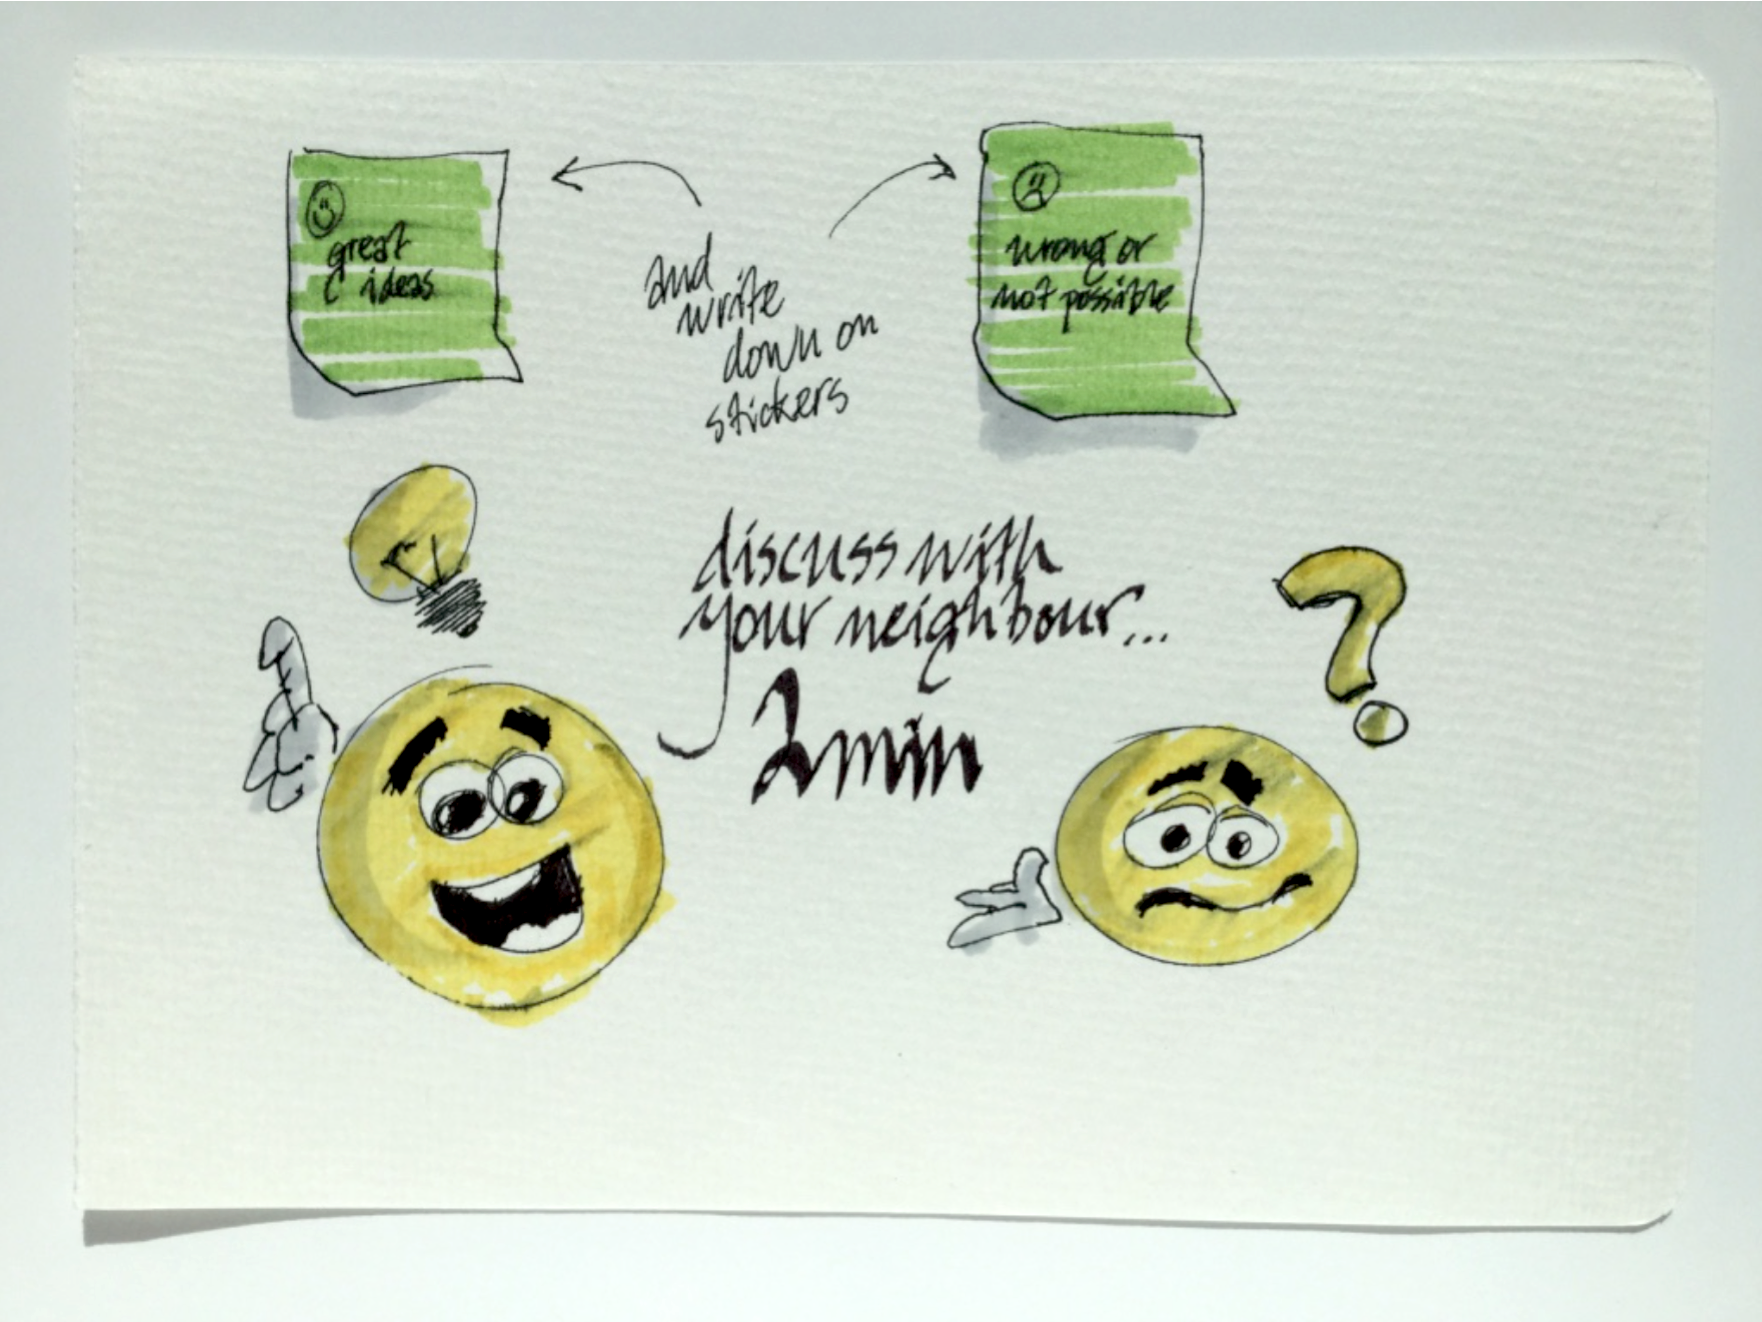 great
ideas
and
write
down on
stickers
wrong or
not possible
discuss with
your neighbour...
2min